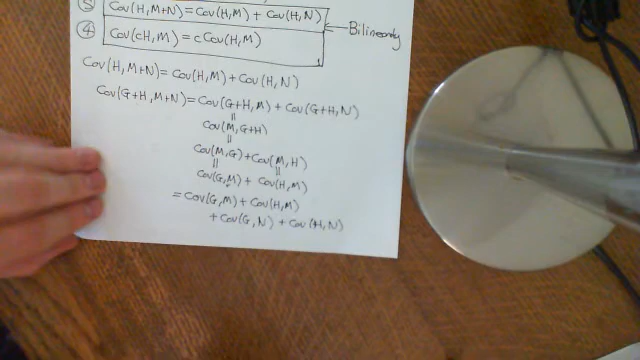 ③ Cov(H,M+N)=Cov(H,M)+Cov(H,N)
④ Cov(cH,M)=c Cov(H,M)
Bilinearity
Cov(H,M+N)=Cov(H,M)+Cov(H,N)
Cov(G+H,M+N)=Cov(G+H,M)+Cov(G+H,N)
=
Cov(M,G+H)
=
Cov(M,G)+Cov(M,H)
= =
Cov(G,M)+Cov(H,M)
=Cov(G,M)+Cov(H,M)
+Cov(G,N)+Cov(H,N)